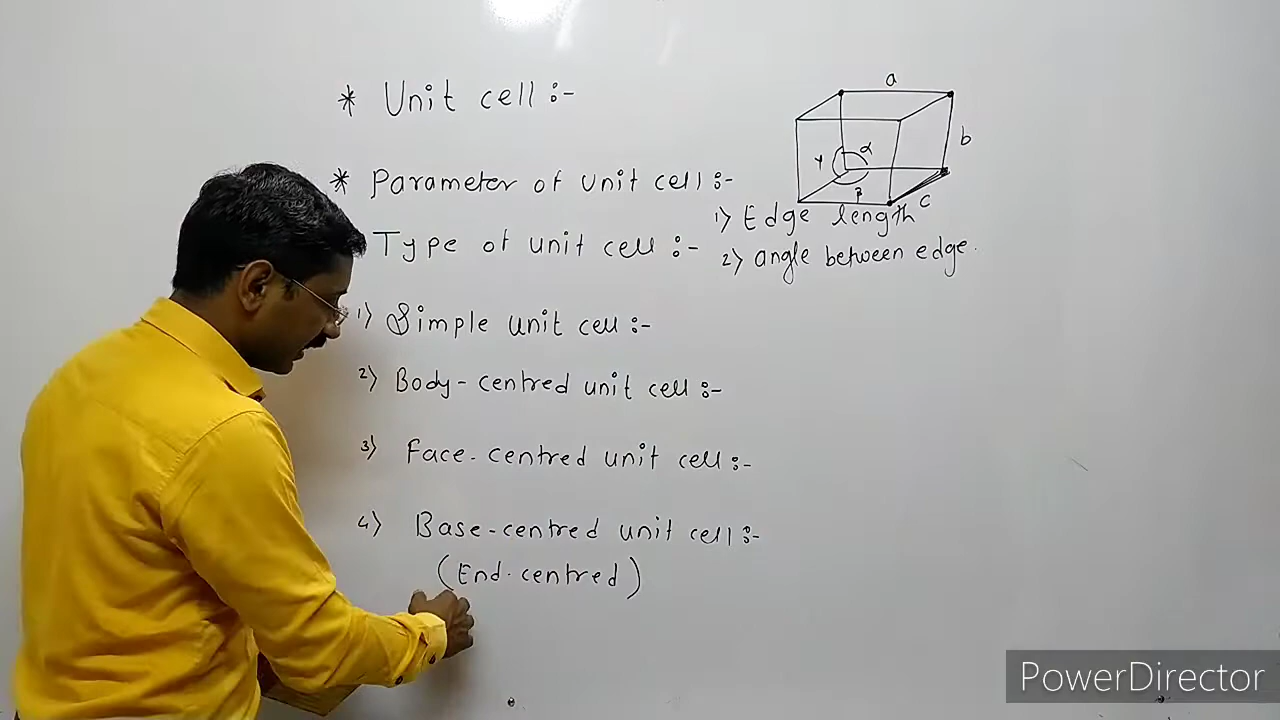 * Unit cell :-
a
b
α
γ
β
c
* Parameter of unit cell :-
1) Edge length
2) angle between edge.
Type of unit cell :-
1) Simple unit cell :-
2) Body-centred unit cell :-
3) Face-centred unit cell :-
4) Base-centred unit cell :-
(End-centred)
PowerDirector